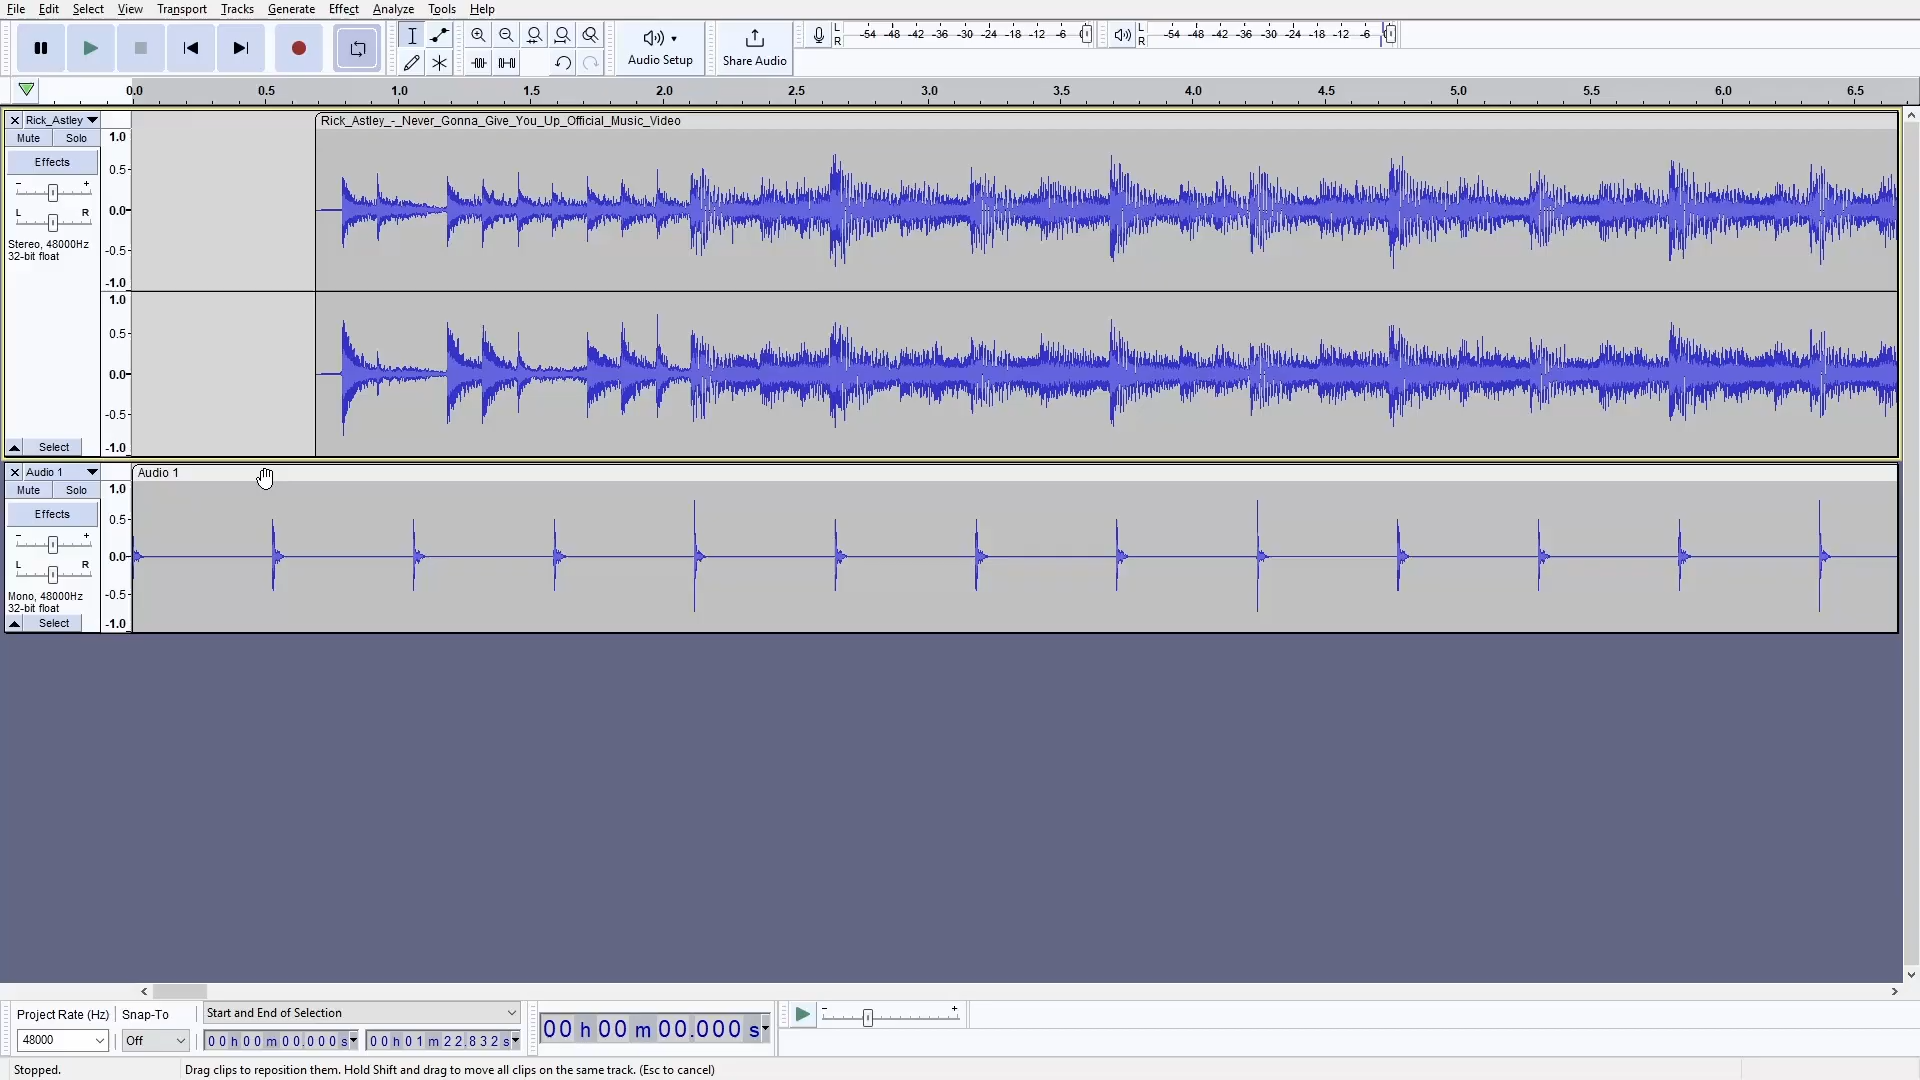 File Edit Select View Transport Tracks Generate Effect Analyze Tools Help
Audio Setup
Share Audio
L
R
-54 -48 -42 -36 -30 -24 -18 -12 -6 0
L
R
-54 -48 -42 -36 -30 -24 -18 -12 -6
0.0 0.5 1.0 1.5 2.0 2.5 3.0 3.5 4.0 4.5 5.0 5.5 6.0 6.5
Rick_Astley
Mute Solo
Effects
- +
L R
Stereo, 48000Hz
32-bit float
Select
1.0
0.5
0.0
-0.5
-1.0
1.0
0.5
0.0
-0.5
-1.0
Rick_Astley_-_Never_Gonna_Give_You_Up_Official_Music_Video
Audio 1
Mute Solo
Effects
- +
L R
Mono, 48000Hz
32-bit float
Select
1.0
0.5
0.0
-0.5
-1.0
Audio 1
Project Rate (Hz) Snap-To
48000 Off
Start and End of Selection
00 h 00 m 00.000 s 00 h 01 m 22.832 s
00 h 00 m 00.000 s
- +
Stopped. Drag clips to reposition them. Hold Shift and drag to move all clips on the same track. (Esc to cancel)